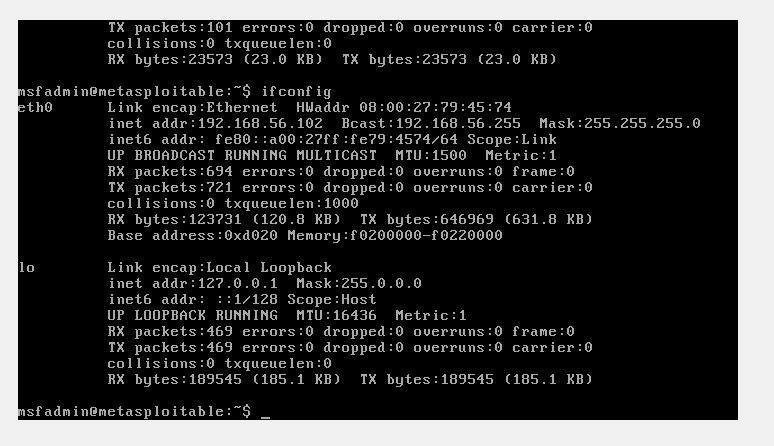 TX packets:101 errors:0 dropped:0 overruns:0 carrier:0
collisions:0 txqueuelen:0
RX bytes:23573 (23.0 KB)  TX bytes:23573 (23.0 KB)
msfadmin@metasploitable:~$ ifconfig
eth0      Link encap:Ethernet  HWaddr 08:00:27:79:45:74
inet addr:192.168.56.102  Bcast:192.168.56.255  Mask:255.255.255.0
inet6 addr: fe80::a00:27ff:fe79:4574/64 Scope:Link
UP BROADCAST RUNNING MULTICAST  MTU:1500  Metric:1
RX packets:694 errors:0 dropped:0 overruns:0 frame:0
TX packets:721 errors:0 dropped:0 overruns:0 carrier:0
collisions:0 txqueuelen:1000
RX bytes:123731 (120.8 KB)  TX bytes:646969 (631.8 KB)
Base address:0xd020 Memory:f0200000-f0220000
lo        Link encap:Local Loopback
inet addr:127.0.0.1  Mask:255.0.0.0
inet6 addr: ::1/128 Scope:Host
UP LOOPBACK RUNNING  MTU:16436  Metric:1
RX packets:469 errors:0 dropped:0 overruns:0 frame:0
TX packets:469 errors:0 dropped:0 overruns:0 carrier:0
collisions:0 txqueuelen:0
RX bytes:189545 (185.1 KB)  TX bytes:189545 (185.1 KB)
msfadmin@metasploitable:~$ _